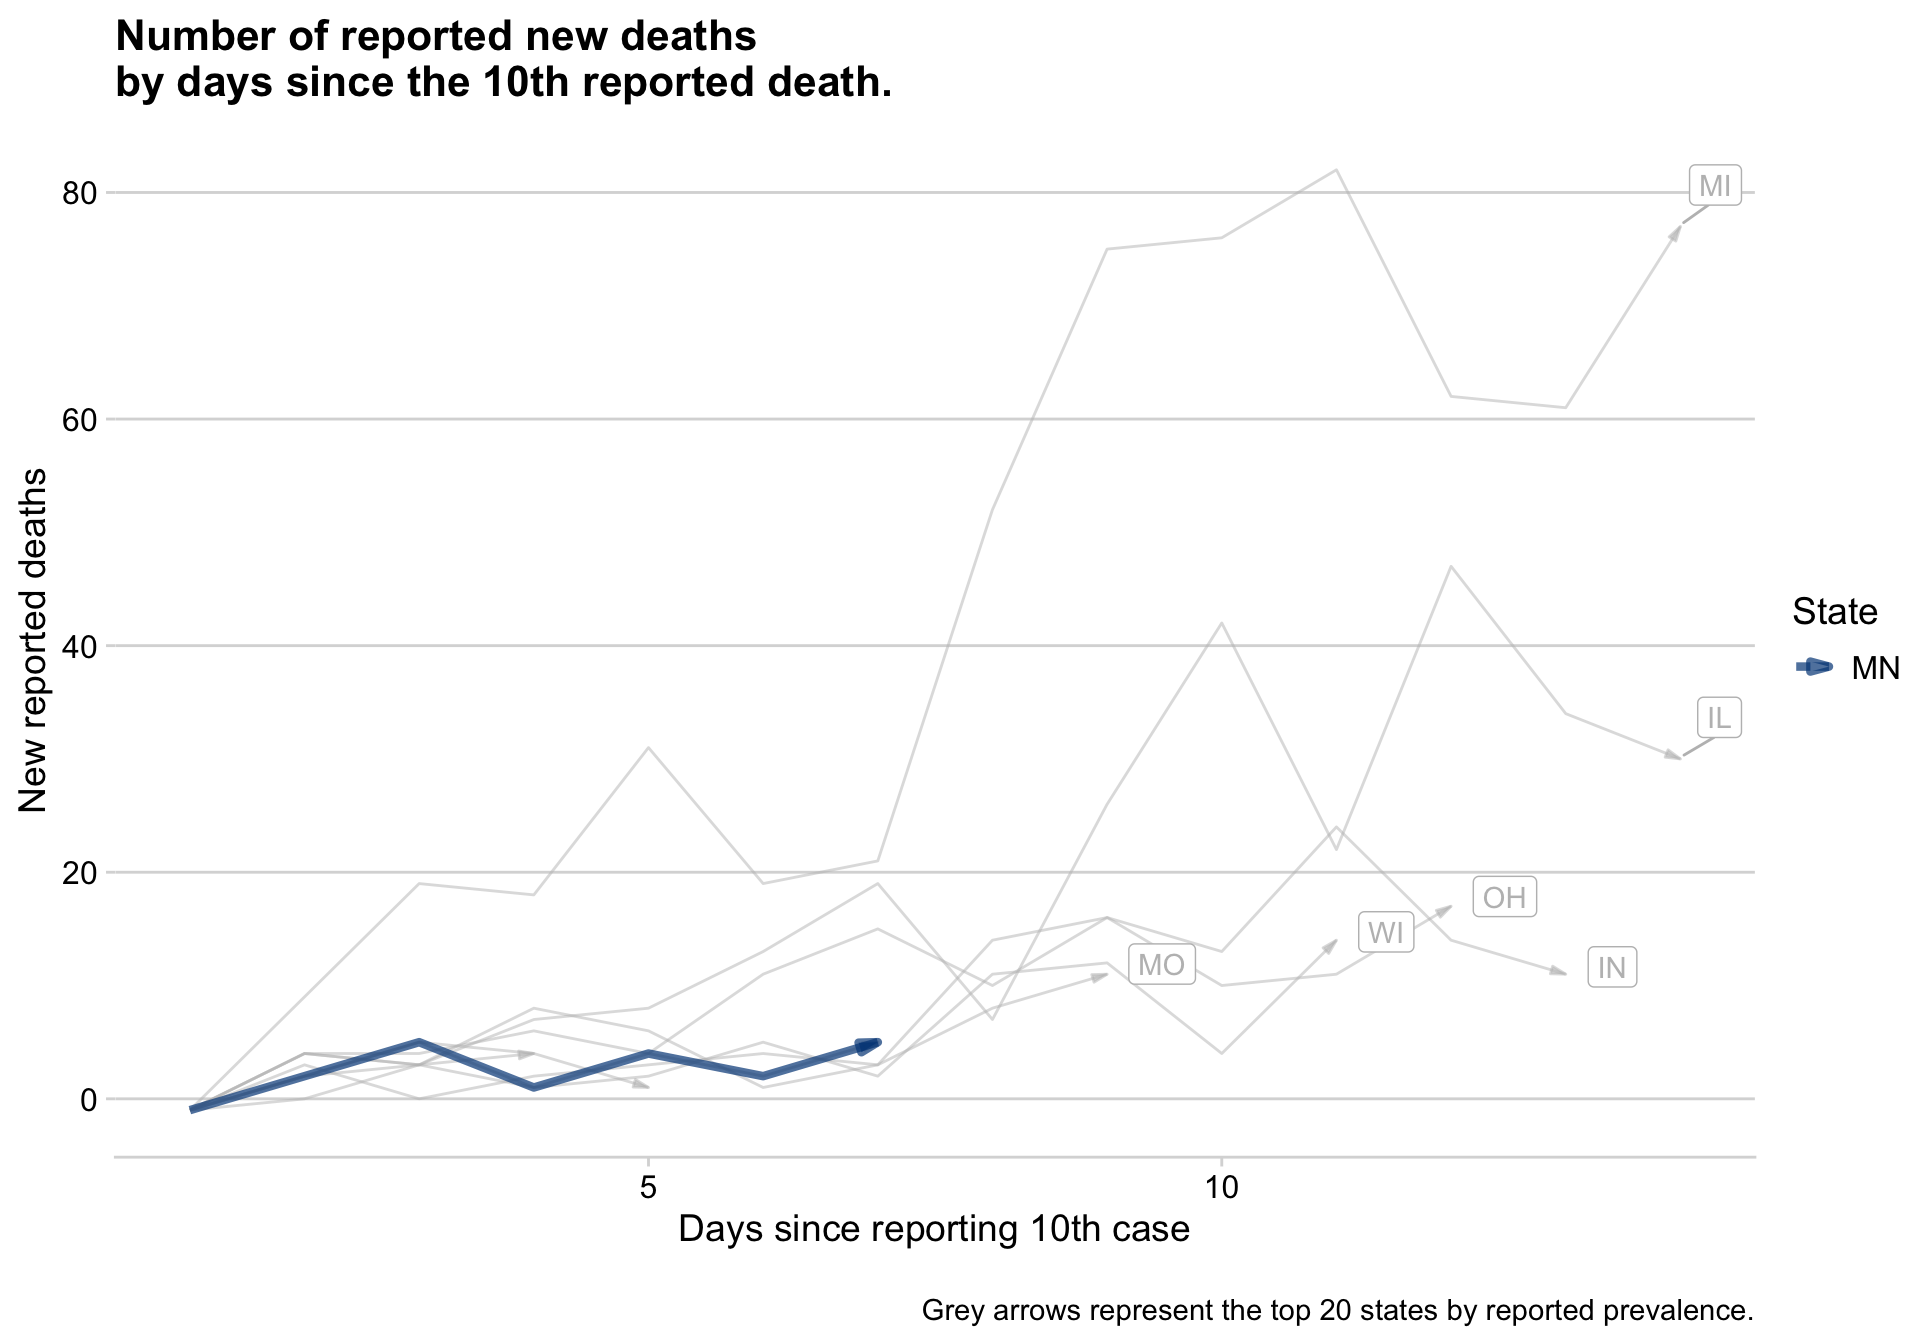 Number of reported new deaths
by days since the 10th reported death.
80
60
40
20
0
New reported deaths
MI
IL
OH
WI
MO
IN
State
MN
5
10
Days since reporting 10th case
Grey arrows represent the top 20 states by reported prevalence.